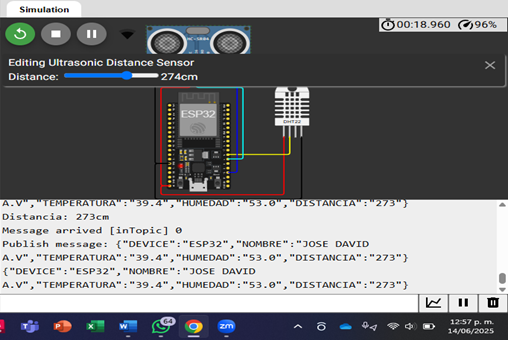 Simulation
00:18.960 96%
HC-SR04
Editing Ultrasonic Distance Sensor
Distance: 274cm
ESP32
DHT22
A.V","TEMPERATURA":"39.4","HUMEDAD":"53.0","DISTANCIA":"273"}
Distancia: 273cm
Message arrived [inTopic] 0
Publish message: {"DEVICE":"ESP32","NOMBRE":"JOSE DAVID
A.V","TEMPERATURA":"39.4","HUMEDAD":"53.0","DISTANCIA":"273"}
{"DEVICE":"ESP32","NOMBRE":"JOSE DAVID
A.V","TEMPERATURA":"39.4","HUMEDAD":"53.0","DISTANCIA":"273"}
64
zm
12:57 p. m.
14/06/2025